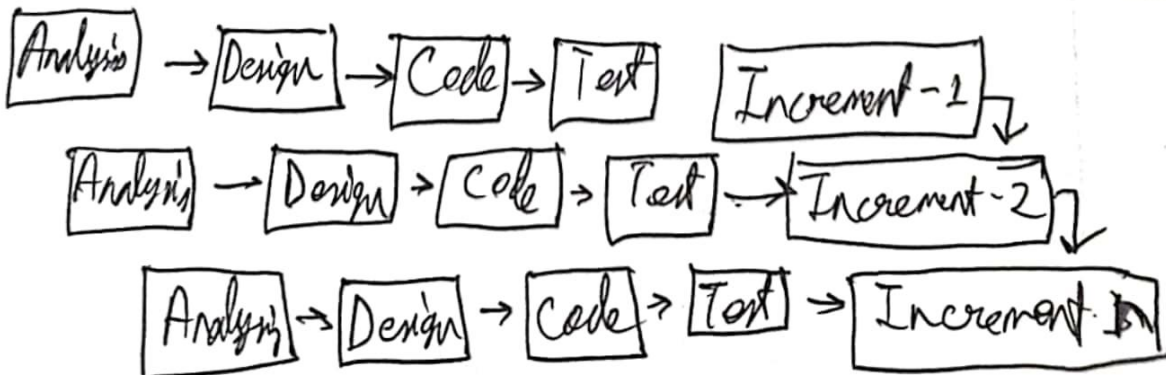 Analysis → Design → Code → Test Increment-1
Analysis → Design → Code → Test → Increment-2
Analysis → Design → Code → Test → Increment n